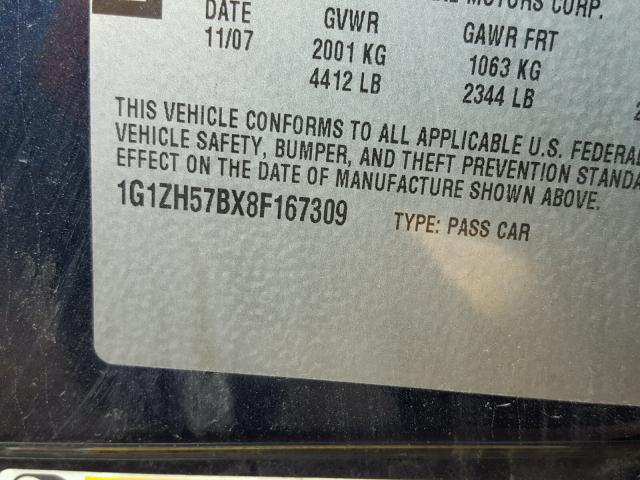 MOTORS CORP.
DATE GVWR GAWR FRT
11/07 2001 KG 1063 KG
4412 LB 2344 LB
THIS VEHICLE CONFORMS TO ALL APPLICABLE U.S. FEDERAL
VEHICLE SAFETY, BUMPER, AND THEFT PREVENTION STANDA
EFFECT ON THE DATE OF MANUFACTURE SHOWN ABOVE.
1G1ZH57BX8F167309 TYPE: PASS CAR